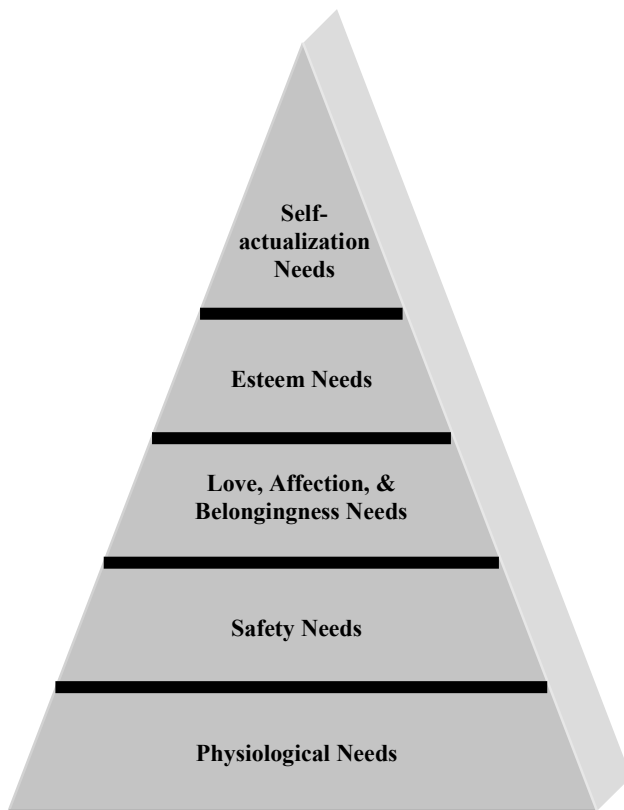 Self-
actualization
Needs
Esteem Needs
Love, Affection, &
Belongingness Needs
Safety Needs
Physiological Needs